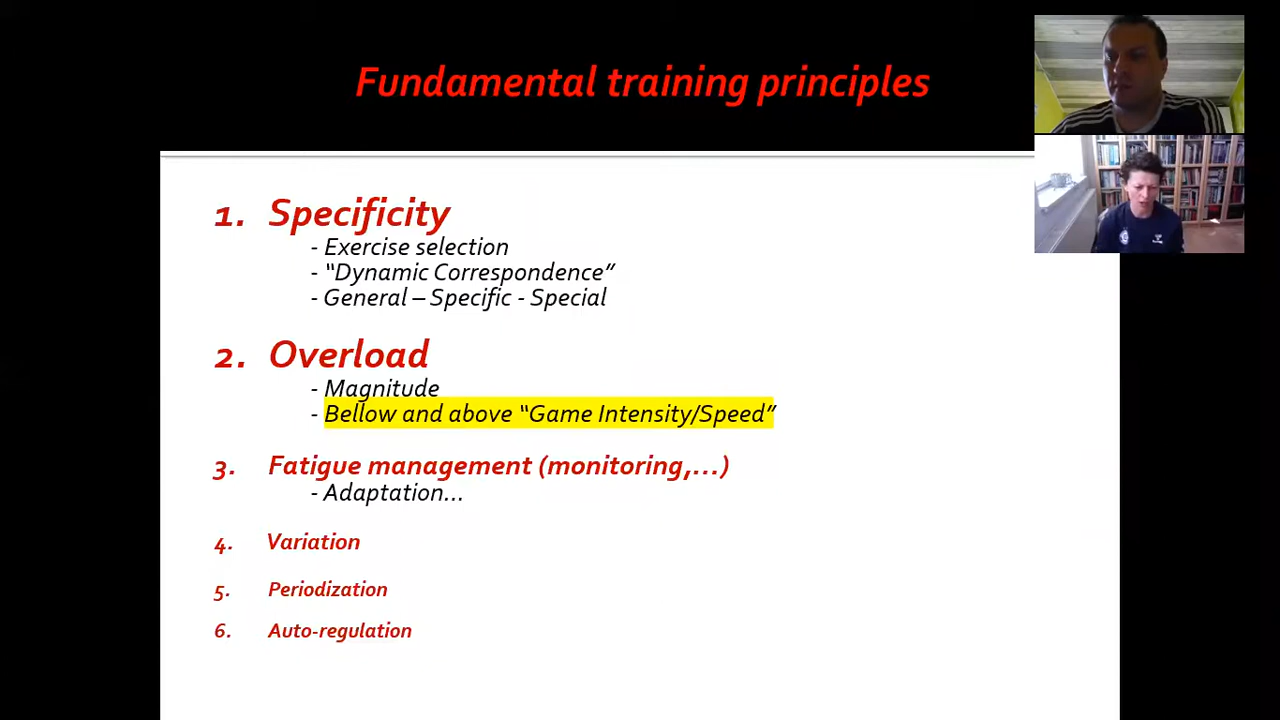 Fundamental training principles
1. Specificity
- Exercise selection
- “Dynamic Correspondence”
- General – Specific - Special
2. Overload
- Magnitude
- Bellow and above “Game Intensity/Speed”
3. Fatigue management (monitoring,...)
- Adaptation...
4. Variation
5. Periodization
6. Auto-regulation